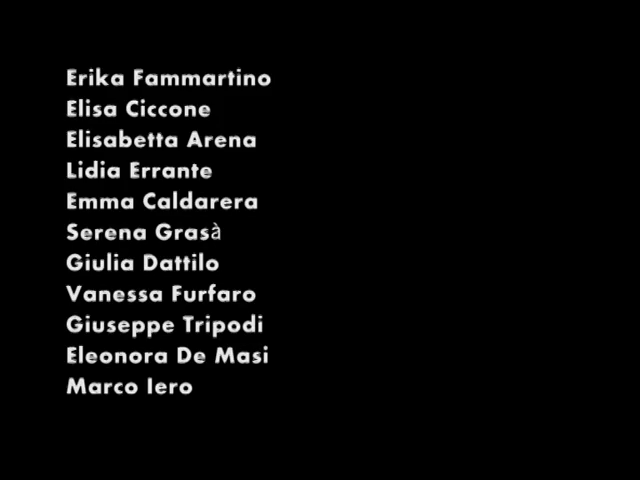 Erika Fammartino
Elisa Ciccone
Elisabetta Arena
Lidia Errante
Emma Caldarera
Serena Grasà
Giulia Dattilo
Vanessa Furfaro
Giuseppe Tripodi
Eleonora De Masi
Marco Iero